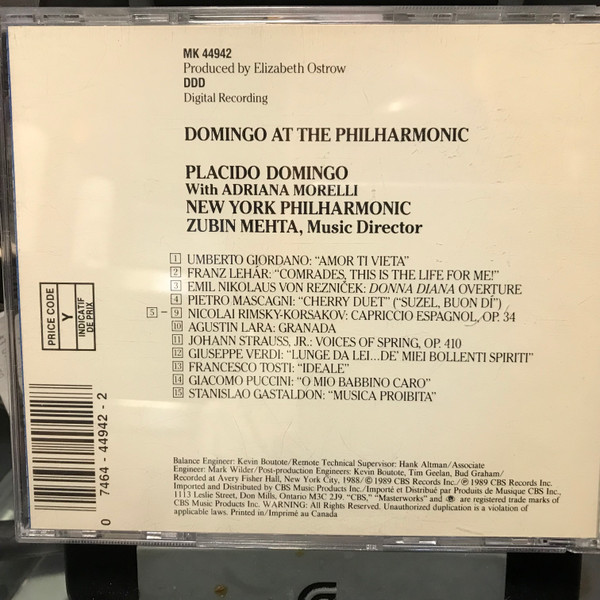 MK 44942
Produced by Elizabeth Ostrow
DDD
Digital Recording
DOMINGO AT THE PHILHARMONIC
PLACIDO DOMINGO
With ADRIANA MORELLI
NEW YORK PHILHARMONIC
ZUBIN MEHTA, Music Director
1 UMBERTO GIORDANO: “AMOR TI VIETA”
2 FRANZ LEHÁR: “COMRADES, THIS IS THE LIFE FOR ME!”
3 EMIL NIKOLAUS VON REZNIČEK: DONNA DIANA OVERTURE
4 PIETRO MASCAGNI: “CHERRY DUET” (“SUZEL, BUON DÌ”)
5 – 9 NICOLAI RIMSKY-KORSAKOV: CAPRICCIO ESPAGNOL, OP. 34
10 AGUSTIN LARA: GRANADA
11 JOHANN STRAUSS, JR.: VOICES OF SPRING, OP. 410
12 GIUSEPPE VERDI: “LUNGE DA LEI...DE’ MIEI BOLLENTI SPIRITI”
13 FRANCESCO TOSTI: “IDEALE”
14 GIACOMO PUCCINI: “O MIO BABBINO CARO”
15 STANISLAO GASTALDON: “MUSICA PROIBITA”
PRICE CODE
Y
INDICATIF
DE PRIX
0 7464-44942-2
Balance Engineer: Kevin Boutote/Remote Technical Supervisor: Hank Altman/Associate
Engineer: Mark Wilder/Post-production Engineers: Kevin Boutote, Tim Geelan, Bud Graham/
Recorded at Avery Fisher Hall, New York City, 1988/© 1989 CBS Records Inc./℗ 1989 CBS Records Inc.
Imported and Distributed by CBS Music Products Inc./Importé et Distribué par Produits de Musique CBS Inc.,
1113 Leslie Street, Don Mills, Ontario M3C 2J9. “CBS,” “Masterworks” and are registered trade marks of
CBS Music Products Inc. WARNING: All Rights Reserved. Unauthorized duplication is a violation of
applicable laws. Printed in/Imprimé au Canada